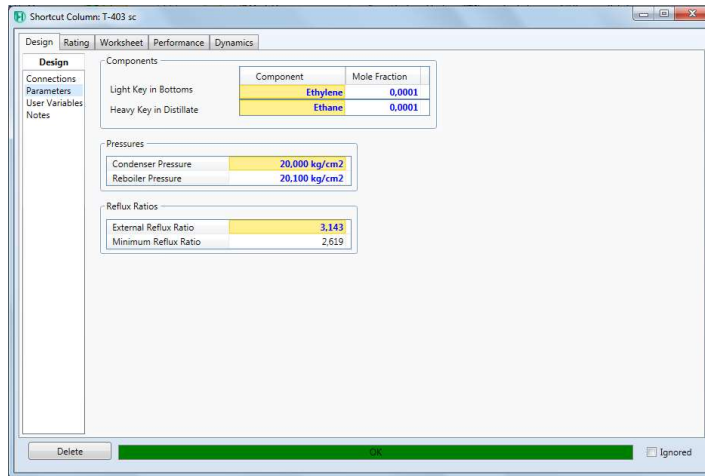 Shortcut Column: T-403 sc
Design Rating Worksheet Performance Dynamics
Design
Connections
Parameters
User Variables
Notes
Components
Component Mole Fraction
Light Key in Bottoms Ethylene 0,0001
Heavy Key in Distillate Ethane 0,0001
Pressures
Condenser Pressure 20,000 kg/cm2
Reboiler Pressure 20,100 kg/cm2
Reflux Ratios
External Reflux Ratio 3,143
Minimum Reflux Ratio 2,619
Delete OK Ignored